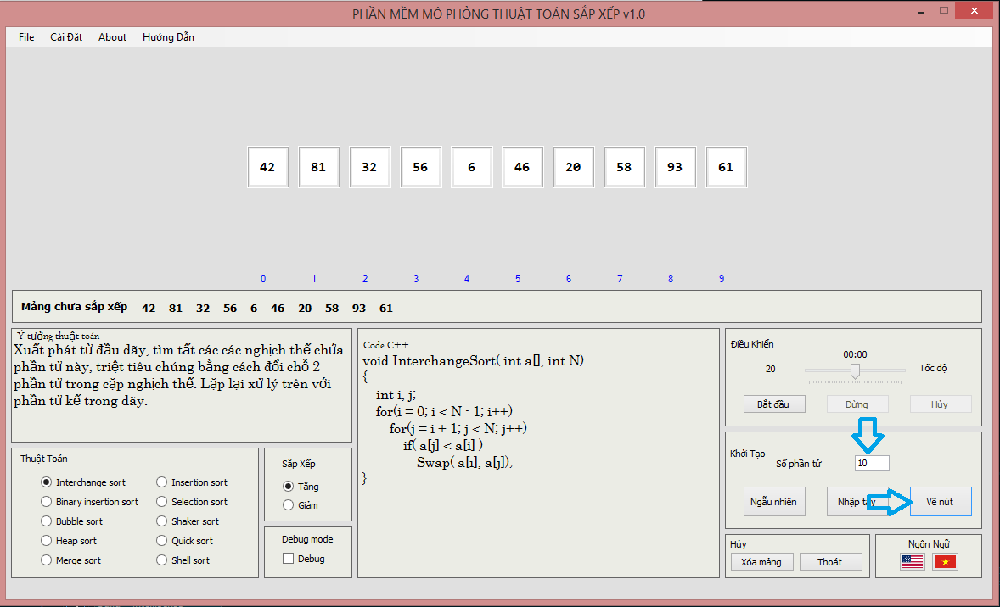 PHẦN MỀM MÔ PHỎNG THUẬT TOÁN SẮP XẾP v1.0
File Cài Đặt About Hướng Dẫn
42 81 32 56 6 46 20 58 93 61
0 1 2 3 4 5 6 7 8 9
Mảng chưa sắp xếp 42 81 32 56 6 46 20 58 93 61
Ý tưởng thuật toán
Xuất phát từ đầu dãy, tìm tất các các nghịch thế chứa
phần tử này, triệt tiêu chúng bằng cách đổi chỗ 2
phần tử trong cặp nghịch thế. Lặp lại xử lý trên với
phần tử kế trong dãy.
Thuật Toán
Interchange sort Insertion sort
Binary insertion sort Selection sort
Bubble sort Shaker sort
Heap sort Quick sort
Merge sort Shell sort
Sắp Xếp
Tăng
Giảm
Debug mode
Debug
Code C++
void InterchangeSort( int a[], int N)
{
int i, j;
for(i = 0; i < N - 1; i++)
for(j = i + 1; j < N; j++)
if( a[j] < a[i] )
Swap( a[i], a[j]);
}
Điều Khiển
00:00
20 Tốc độ
Bắt đầu Dừng Hủy
Khởi Tạo
Số phần tử 10
Ngẫu nhiên Nhập tay Vẽ nút
Hủy
Xóa mảng Thoát
Ngôn Ngữ